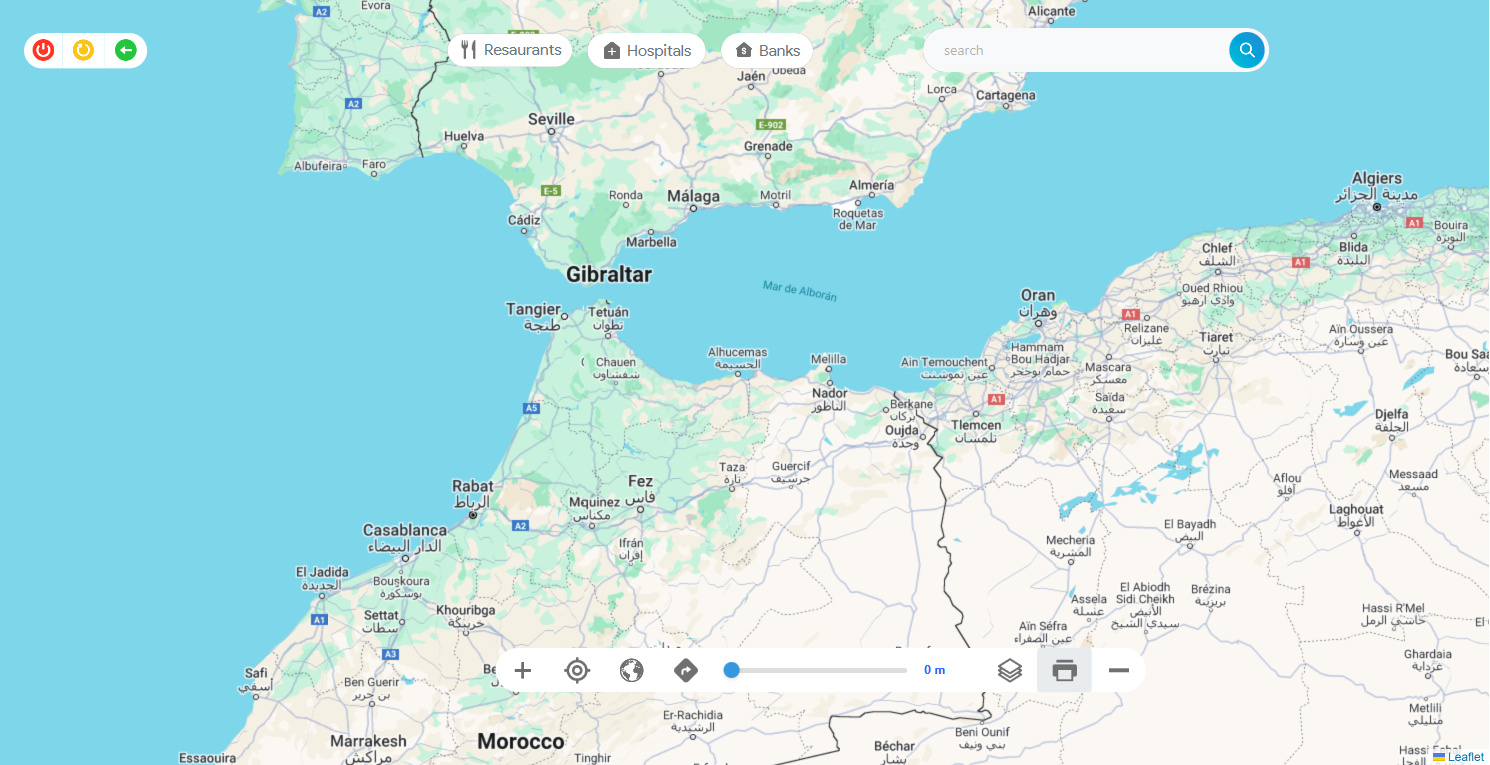 Evora
Alicante
A2
Resaurants
Hospitals
Banks
search
Jaén
Úbeda
Lorca
Cartagena
A2
Seville
E-902
Huelva
Grenade
Albufeira
Faro
Algiers
مدينة الجزائر
E-5
Ronda
Málaga
Motril
Almería
Cádiz
Roquetas
de Mar
A1
Bouira
البويرة
Marbella
Chlef
الشلف
Blida
البليدة
Gibraltar
A1
Mar de Alborán
Oued Rhiou
وادي ارهيو
Oran
وهران
Tangier
طنجة
Tetuán
تطوان
A1
Relizane
غليزان
Aïn Oussera
عين وسارة
Tiaret
تيارت
Chauen
شفشاون
Alhucemas
الحسيمة
Melilla
Ain Temouchent
عين تموشنت
Hammam
Bou Hadjar
حمام بوحجر
Mascara
معسكر
Bou Saa
Nador
الناظور
Berkane
بركان
A1
Saïda
سعيدة
A5
Oujda
وجدة
Tlemcen
تلمسان
Djelfa
الجلفة
Taza
تازة
Guercif
جرسيف
Rabat
الرباط
Fez
فاس
Mquinez
مكناس
Aflou
أفلو
Messaad
مسعد
A2
Casablanca
الدار البيضاء
Laghouat
الأغواط
El Bayadh
البيض
Ifrán
إفران
Mecheria
المشرية
El Jadida
الجديدة
Bouskoura
بوسكورة
El Abiodh
Sidi Cheikh
الأبيض
سيدي الشيخ
Brézina
بريزينة
Assela
عسلة
A1
Settat
سطات
Khouribga
خريبكة
Hassi R'Mel
حاسي الرمل
Aïn Séfra
عين الصفراء
A3
Safi
آسفي
Be
0 m
Ghardaia
غرداية
Ben Guerir
بن جرير
Er-Rachidia
الرشيدية
Metlili
متليلي
Beni Ounif
بني ونيف
Marrakesh
مراكش
Morocco
Béchar
بشار
Essaouira
Tinghir
Leaflet